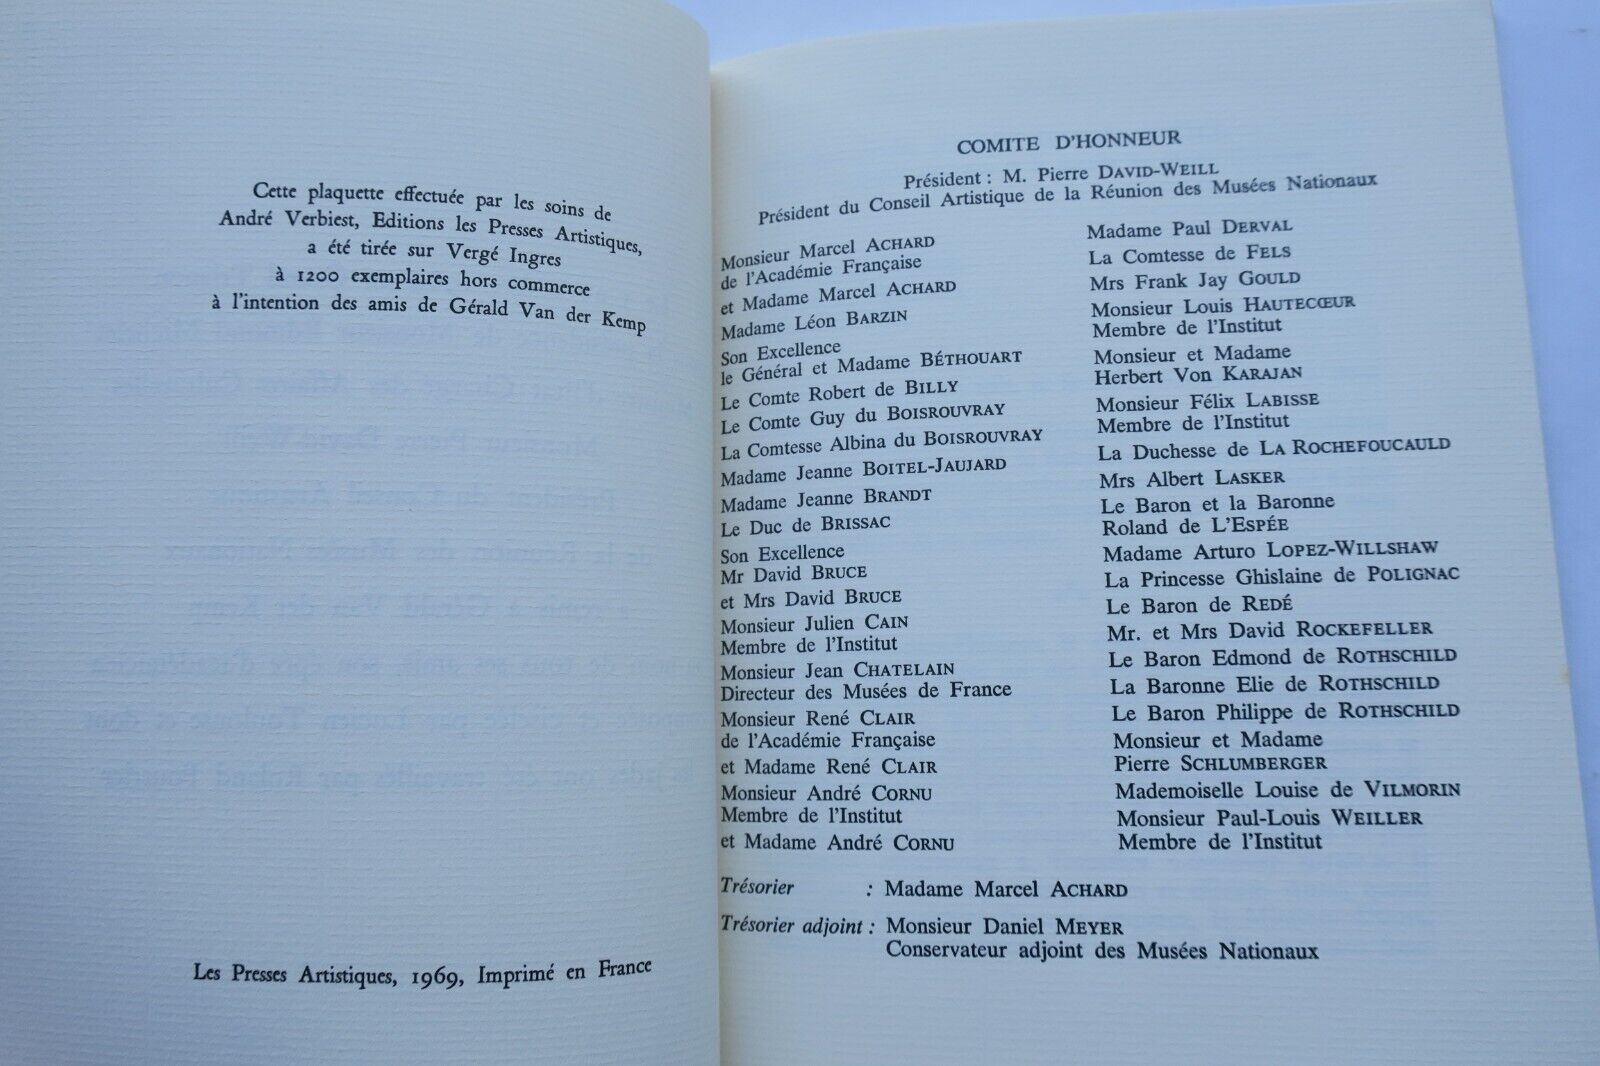 Cette plaquette effectuée par les soins de
André Verbiest, Editions les Presses Artistiques,
a été tirée sur Vergé Ingres
à 1200 exemplaires hors commerce
à l'intention des amis de Gérald Van der Kemp
Les Presses Artistiques, 1969, Imprimé en France
COMITE D'HONNEUR
Président : M. Pierre DAVID-WEILL
Président du Conseil Artistique de la Réunion des Musées Nationaux
Monsieur Marcel ACHARD
de l'Académie Française
et Madame Marcel ACHARD
Madame Léon BARZIN
Son Excellence
le Général et Madame BÉTHOUART
Le Comte Robert de BILLY
Le Comte Guy du BOISROUVRAY
La Comtesse Albina du BOISROUVRAY
Madame Jeanne BOITEL-JAUJARD
Madame Jeanne BRANDT
Le Duc de BRISSAC
Son Excellence
Mr David BRUCE
et Mrs David BRUCE
Monsieur Julien CAIN
Membre de l'Institut
Monsieur Jean CHATELAIN
Directeur des Musées de France
Monsieur René CLAIR
de l'Académie Française
et Madame René CLAIR
Monsieur André CORNU
Membre de l'Institut
et Madame André CORNU
Madame Paul DERVAL
La Comtesse de FELS
Mrs Frank Jay GOULD
Monsieur Louis HAUTECŒUR
Membre de l'Institut
Monsieur et Madame
Herbert Von KARAJAN
Monsieur Félix LABISSE
Membre de l'Institut
La Duchesse de LA ROCHEFOUCAULD
Mrs Albert LASKER
Le Baron et la Baronne
Roland de L'ESPÉE
Madame Arturo LOPEZ-WILLSHAW
La Princesse Ghislaine de POLIGNAC
Le Baron de REDÉ
Mr. et Mrs David ROCKEFELLER
Le Baron Edmond de ROTHSCHILD
La Baronne Elie de ROTHSCHILD
Le Baron Philippe de ROTHSCHILD
Monsieur et Madame
Pierre SCHLUMBERGER
Mademoiselle Louise de VILMORIN
Monsieur Paul-Louis WEILLER
Membre de l'Institut
Trésorier : Madame Marcel ACHARD
Trésorier adjoint : Monsieur Daniel MEYER
Conservateur adjoint des Musées Nationaux